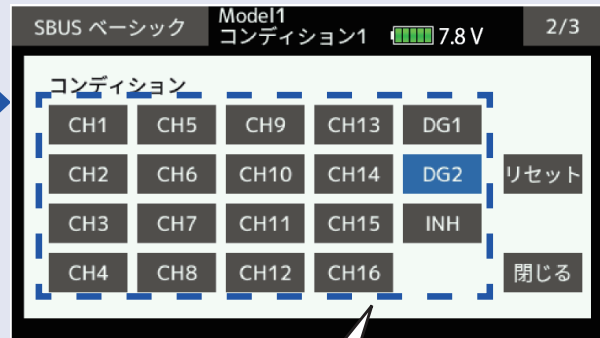 SBUS ベーシック
Model1
コンディション1 7.8 V
2/3
コンディション
CH1 CH5 CH9 CH13 DG1
CH2 CH6 CH10 CH14 DG2 リセット
CH3 CH7 CH11 CH15 INH
CH4 CH8 CH12 CH16 閉じる